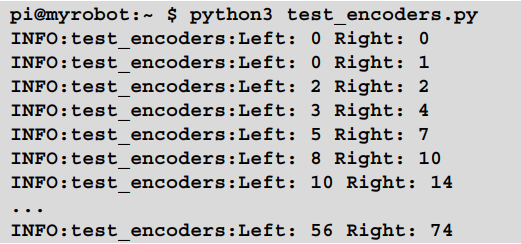 pi@myrobot:~ $ python3 test_encoders.py
INFO:test_encoders:Left: 0 Right: 0
INFO:test_encoders:Left: 0 Right: 1
INFO:test_encoders:Left: 2 Right: 2
INFO:test_encoders:Left: 3 Right: 4
INFO:test_encoders:Left: 5 Right: 7
INFO:test_encoders:Left: 8 Right: 10
INFO:test_encoders:Left: 10 Right: 14
...
INFO:test_encoders:Left: 56 Right: 74